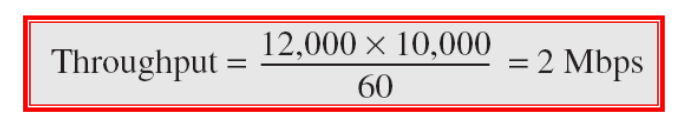 Throughput = 12,000 × 10,000 / 60 = 2 Mbps